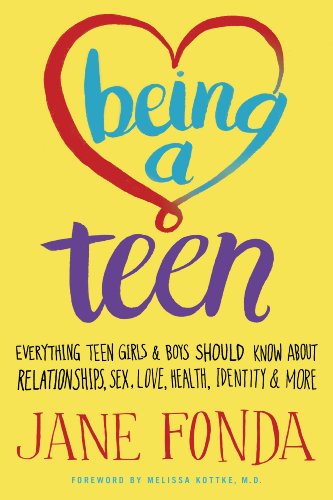 being
a
teen
EVERYTHING TEEN GIRLS & BOYS SHOULD KNOW ABOUT
RELATIONSHIPS, SEX, LOVE, HEALTH, IDENTITY & MORE
JANE FONDA
FOREWORD BY MELISSA KOTTKE, M.D.